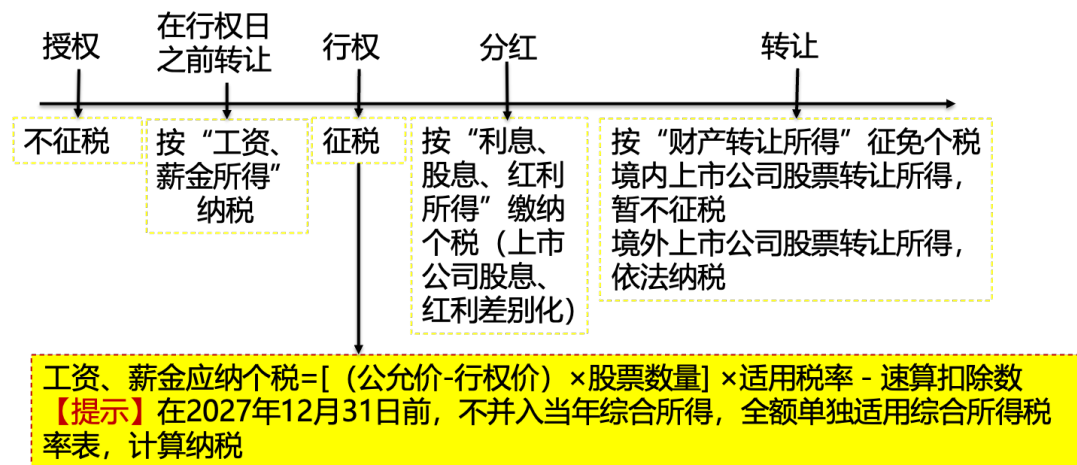 授权
在行权日
之前转让
行权
分红
转让
不征税
按“工资、
薪金所得”
纳税
征税
按“利息、
股息、红利
所得”缴纳
个税（上市
公司股息、
红利差别化）
按“财产转让所得”征免个税
境内上市公司股票转让所得，
暂不征税
境外上市公司股票转让所得，
依法纳税
工资、薪金应纳个税=[（公允价-行权价）×股票数量] ×适用税率 - 速算扣除数
【提示】在2027年12月31日前，不并入当年综合所得，全额单独适用综合所得税
率表，计算纳税